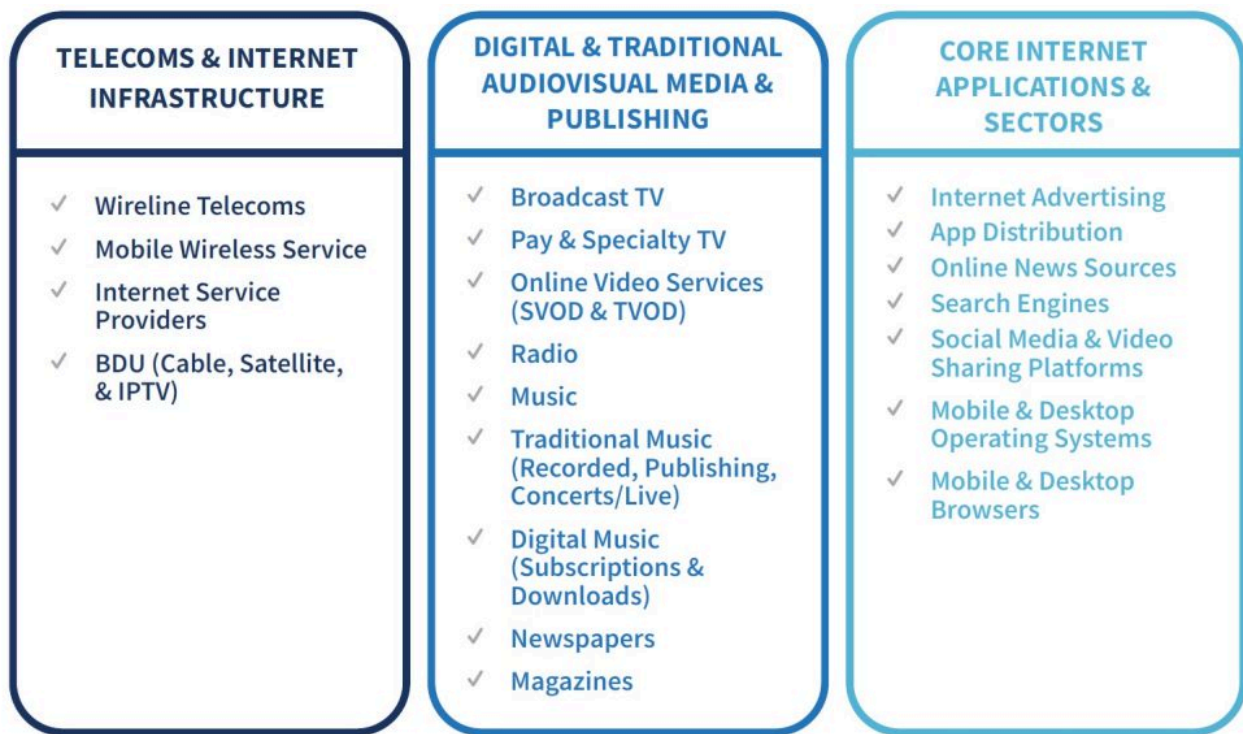 TELECOMS & INTERNET
INFRASTRUCTURE
Wireline Telecoms
Mobile Wireless Service
Internet Service
Providers
BDU (Cable, Satellite,
& IPTV)
DIGITAL & TRADITIONAL
AUDIOVISUAL MEDIA &
PUBLISHING
Broadcast TV
Pay & Specialty TV
Online Video Services
(SVOD & TVOD)
Radio
Music
Traditional Music
(Recorded, Publishing,
Concerts/Live)
Digital Music
(Subscriptions &
Downloads)
Newspapers
Magazines
CORE INTERNET
APPLICATIONS &
SECTORS
Internet Advertising
App Distribution
Online News Sources
Search Engines
Social Media & Video
Sharing Platforms
Mobile & Desktop
Operating Systems
Mobile & Desktop
Browsers